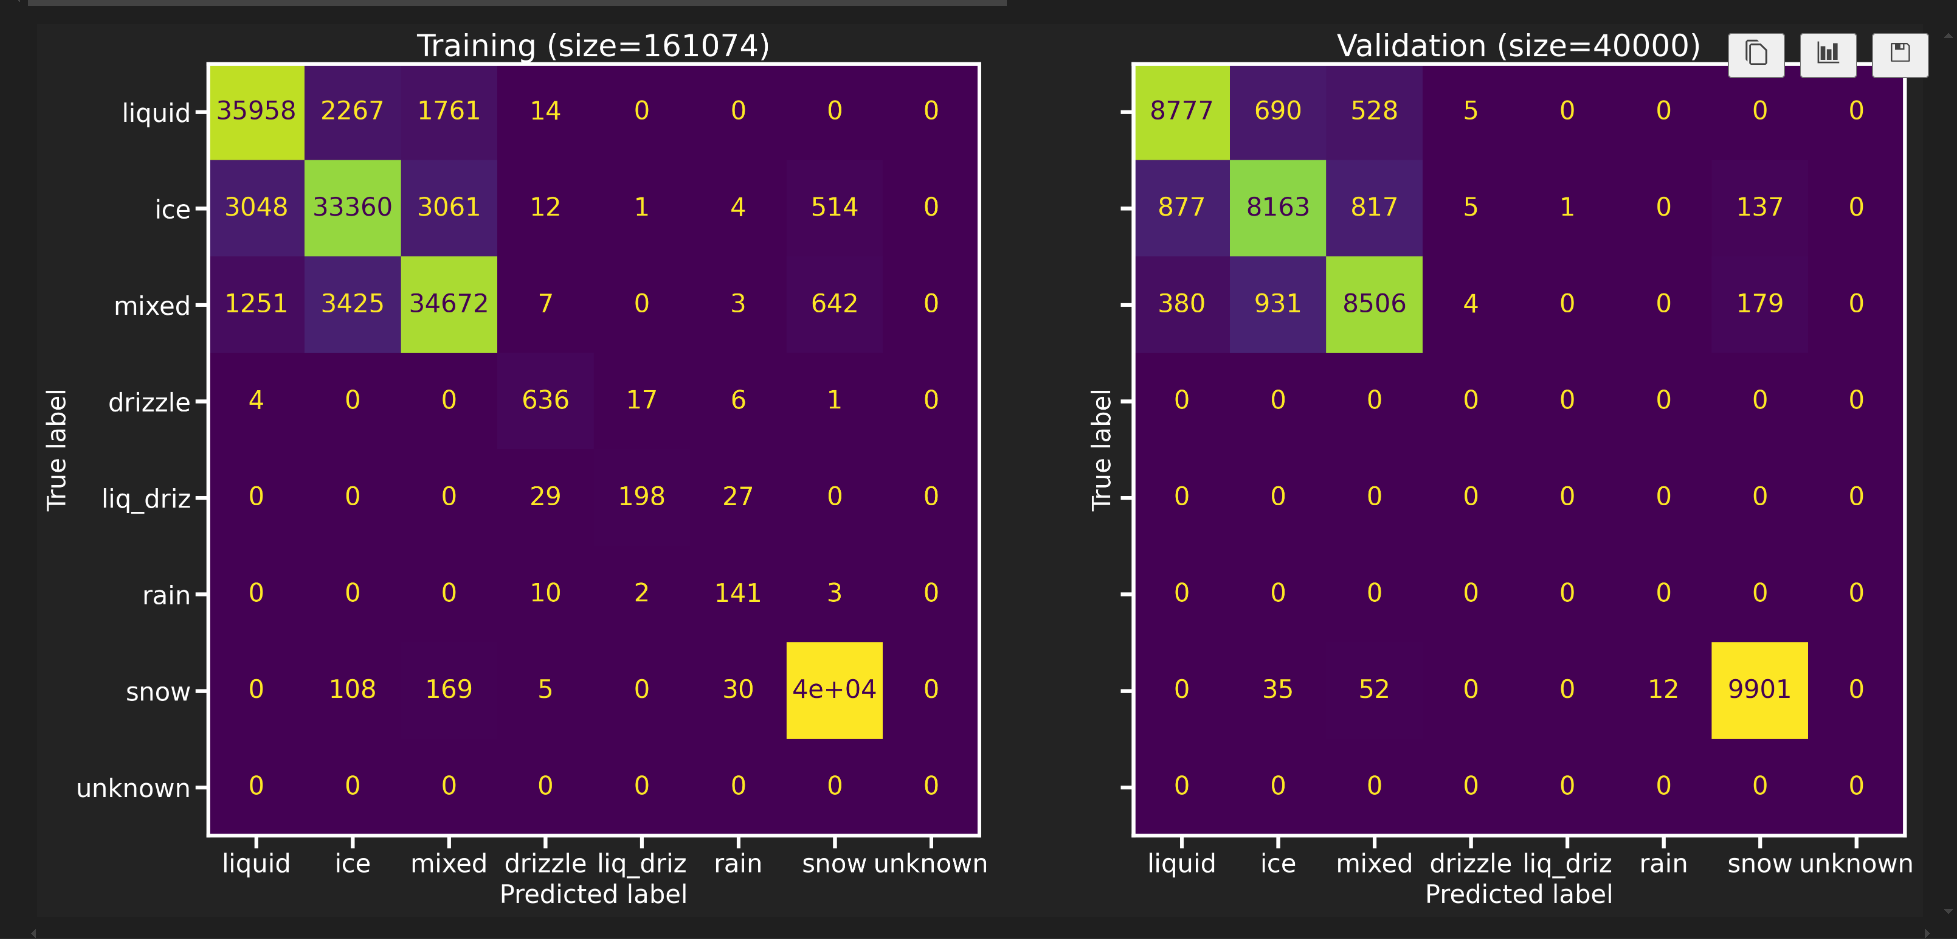 Training (size=161074)
liquid 35958 2267 1761 14 0 0 0 0
ice 3048 33360 3061 12 1 4 514 0
mixed 1251 3425 34672 7 0 3 642 0
drizzle 4 0 0 636 17 6 1 0
liq_driz 0 0 0 29 198 27 0 0
rain 0 0 0 10 2 141 3 0
snow 0 108 169 5 0 30 4e+04 0
unknown 0 0 0 0 0 0 0 0
True label
liquid ice mixed drizzle liq_driz rain snow unknown
Predicted label
Validation (size=40000)
8777 690 528 5 0 0 0 0
877 8163 817 5 1 0 137 0
380 931 8506 4 0 0 179 0
0 0 0 0 0 0 0 0
0 0 0 0 0 0 0 0
0 0 0 0 0 0 0 0
0 35 52 0 0 12 9901 0
0 0 0 0 0 0 0 0
True label
liquid ice mixed drizzle liq_driz rain snow unknown
Predicted label